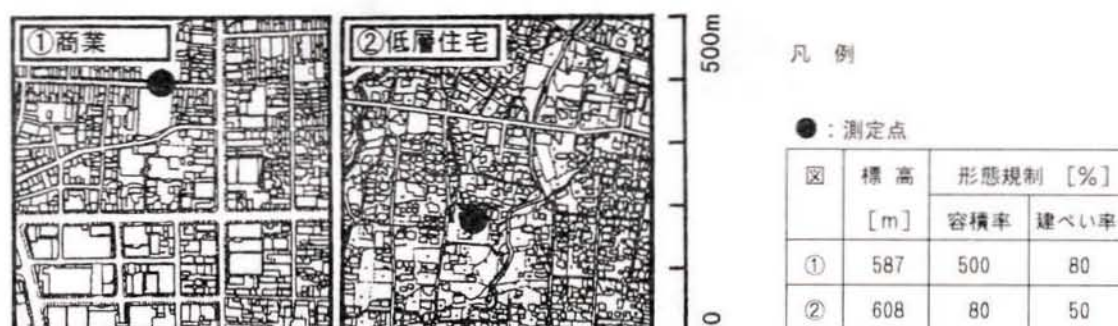 ①商業
②低層住宅
500m
0
凡 例
●：測定点
図 標 高 形態規制 [%]
[m] 容積率 建ぺい率
① 587 500 80
② 608 80 50